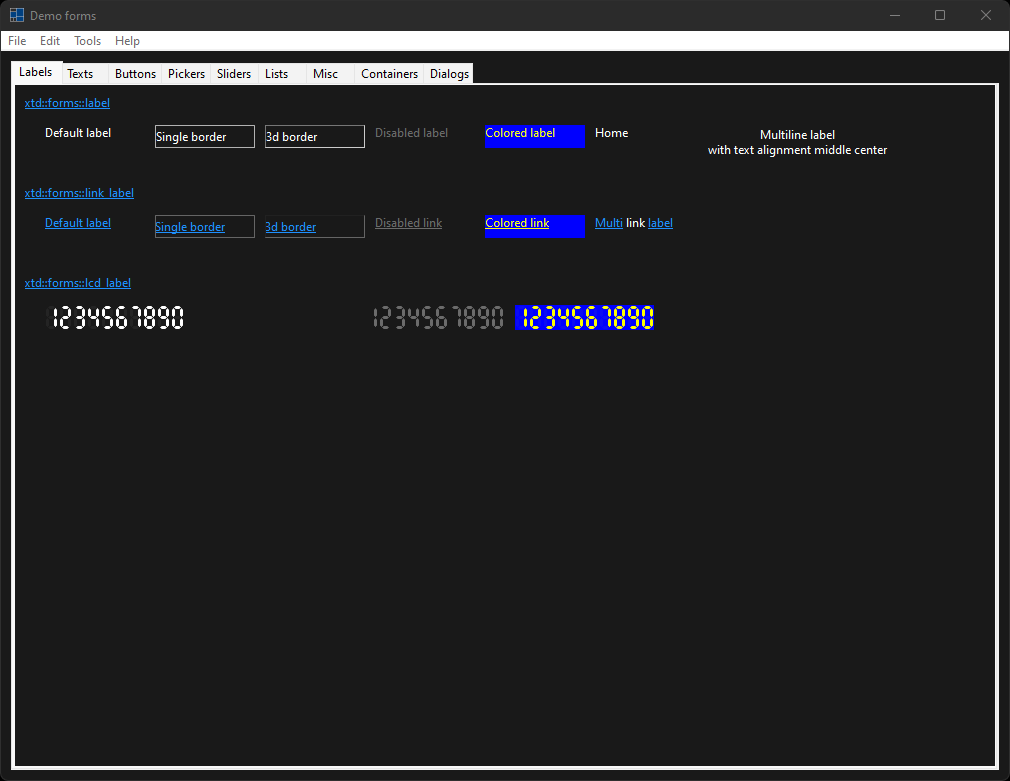 Demo forms
File Edit Tools Help
Labels Texts Buttons Pickers Sliders Lists Misc Containers Dialogs
xtd::forms::label
Default label Single border 3d border Disabled label Colored label Home Multiline label
with text alignment middle center
xtd::forms::link_label
Default label Single border 3d border Disabled link Colored link Multi link label
xtd::forms::lcd_label
1234567890 1234567890 1234567890